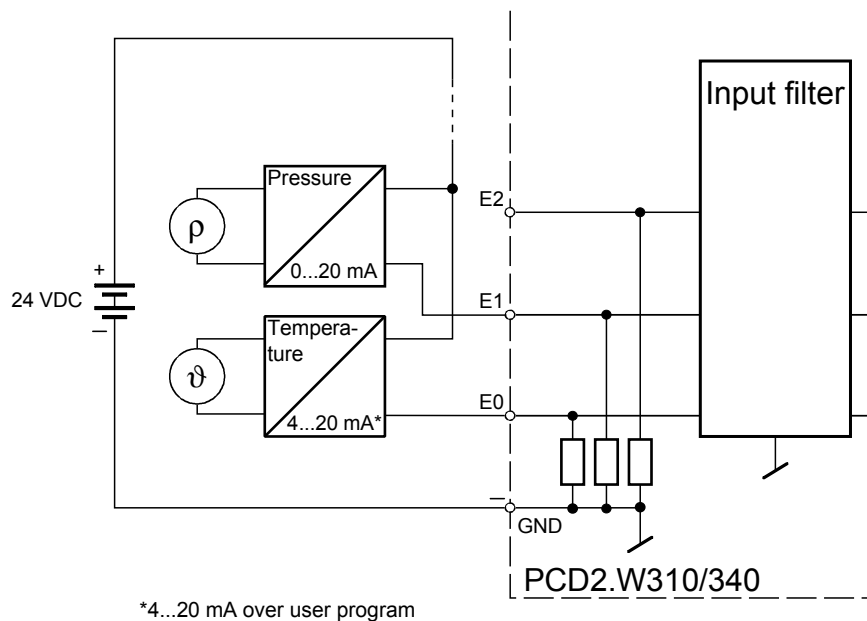 Input filter
Pressure
E2
ρ
0...20 mA
+
24 VDC
E1
–
Tempera-
ture
ϑ
E0
4...20 mA*
–
GND
PCD2.W310/340
*4...20 mA over user program